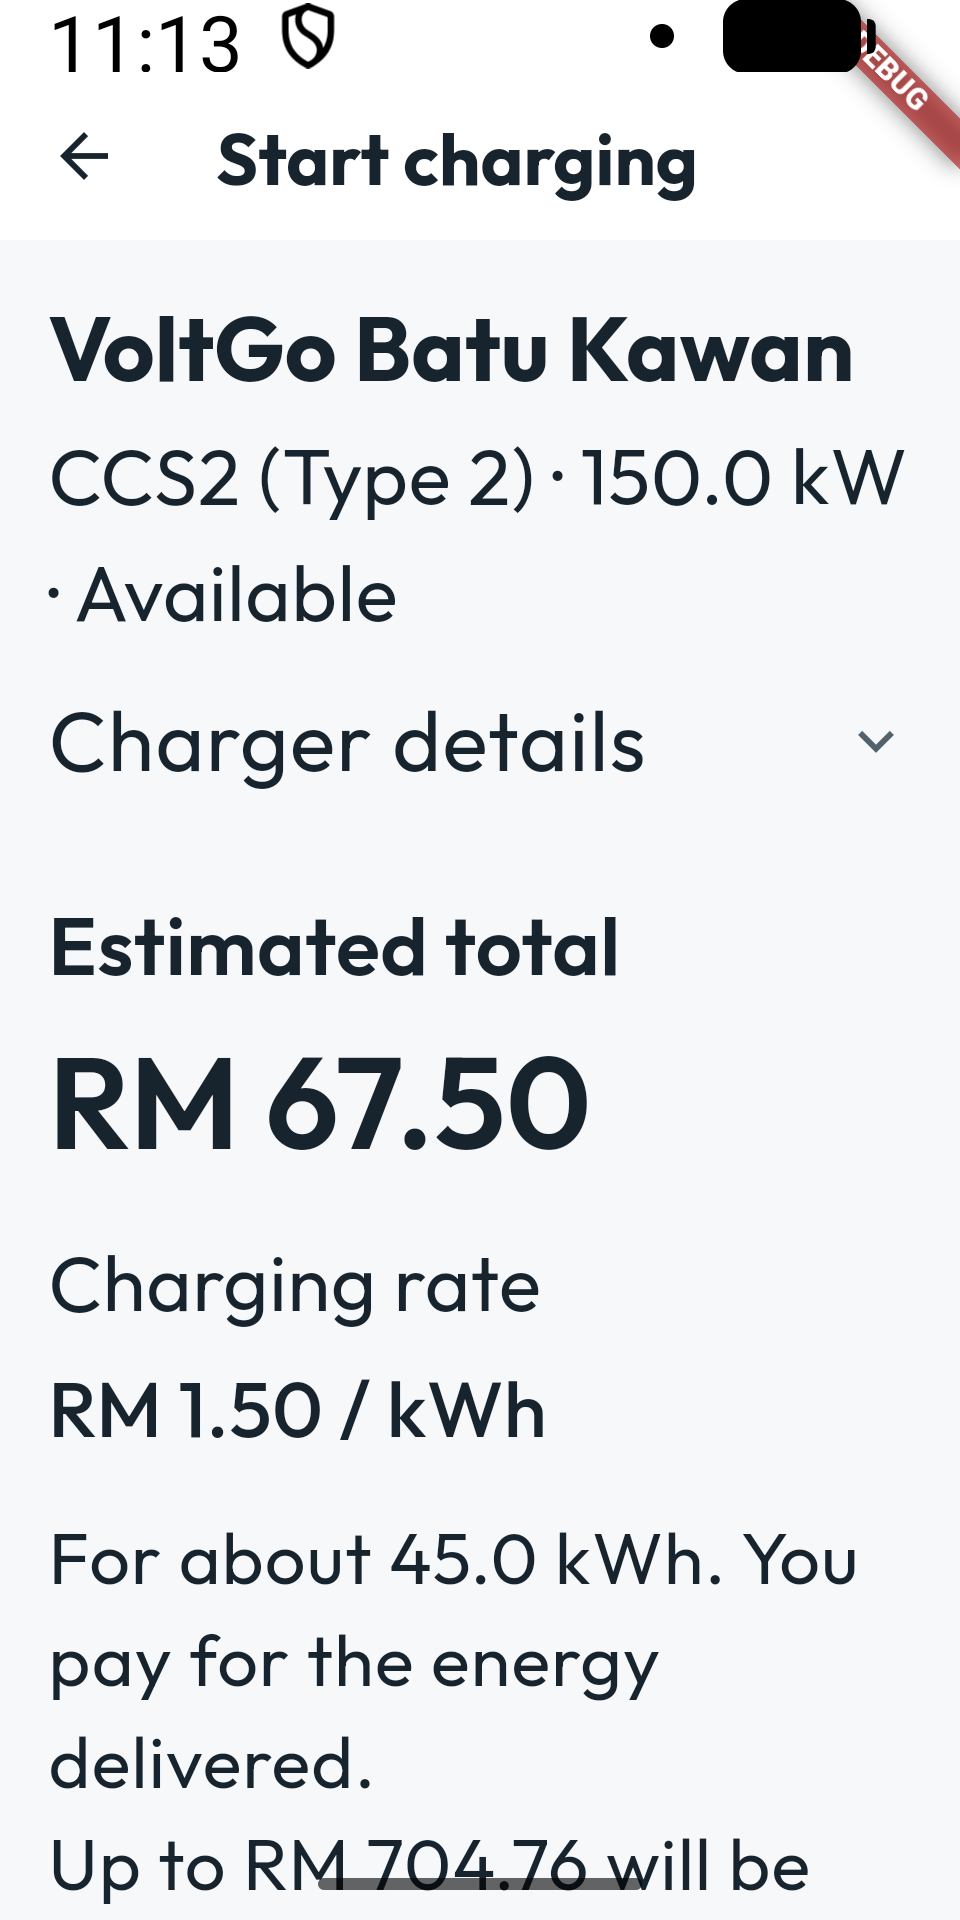 11:13
DEBUG
Start charging
VoltGo Batu Kawan
CCS2 (Type 2) · 150.0 kW
· Available
Charger details
Estimated total
RM 67.50
Charging rate
RM 1.50 / kWh
For about 45.0 kWh. You
pay for the energy
delivered.
Up to RM 704.76 will be